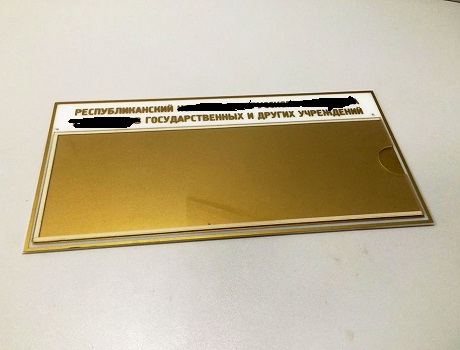 РЕСПУБЛИКАНСКИЙ
ГОСУДАРСТВЕННЫХ И ДРУГИХ УЧРЕЖДЕНИЙ